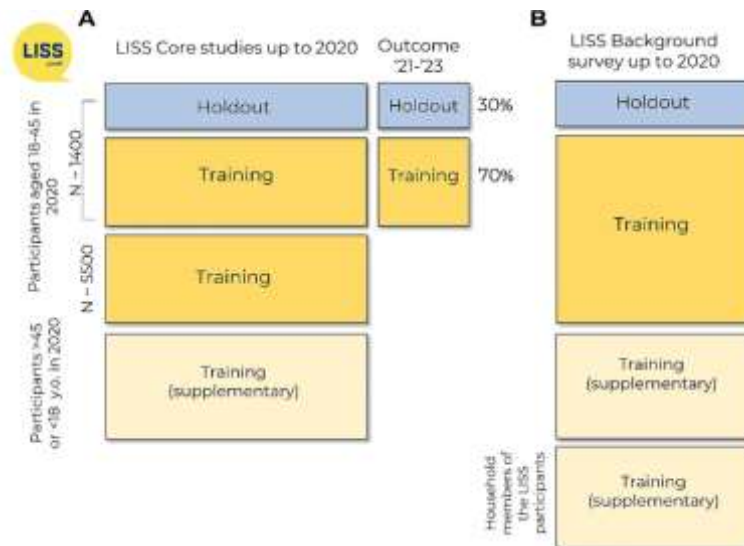 A
B
LISS
panel
LISS Core studies up to 2020
Outcome
'21-'23
LISS Background
survey up to 2020
Holdout
Holdout
30%
Holdout
Participants aged 18-45 in
2020
N ~ 1400
Training
Training
70%
Training
N ~ 5500
Training
Participants >45
or <18 y.o. in 2020
Training
(supplementary)
Training
(supplementary)
Household
members of
the LISS
participants
Training
(supplementary)